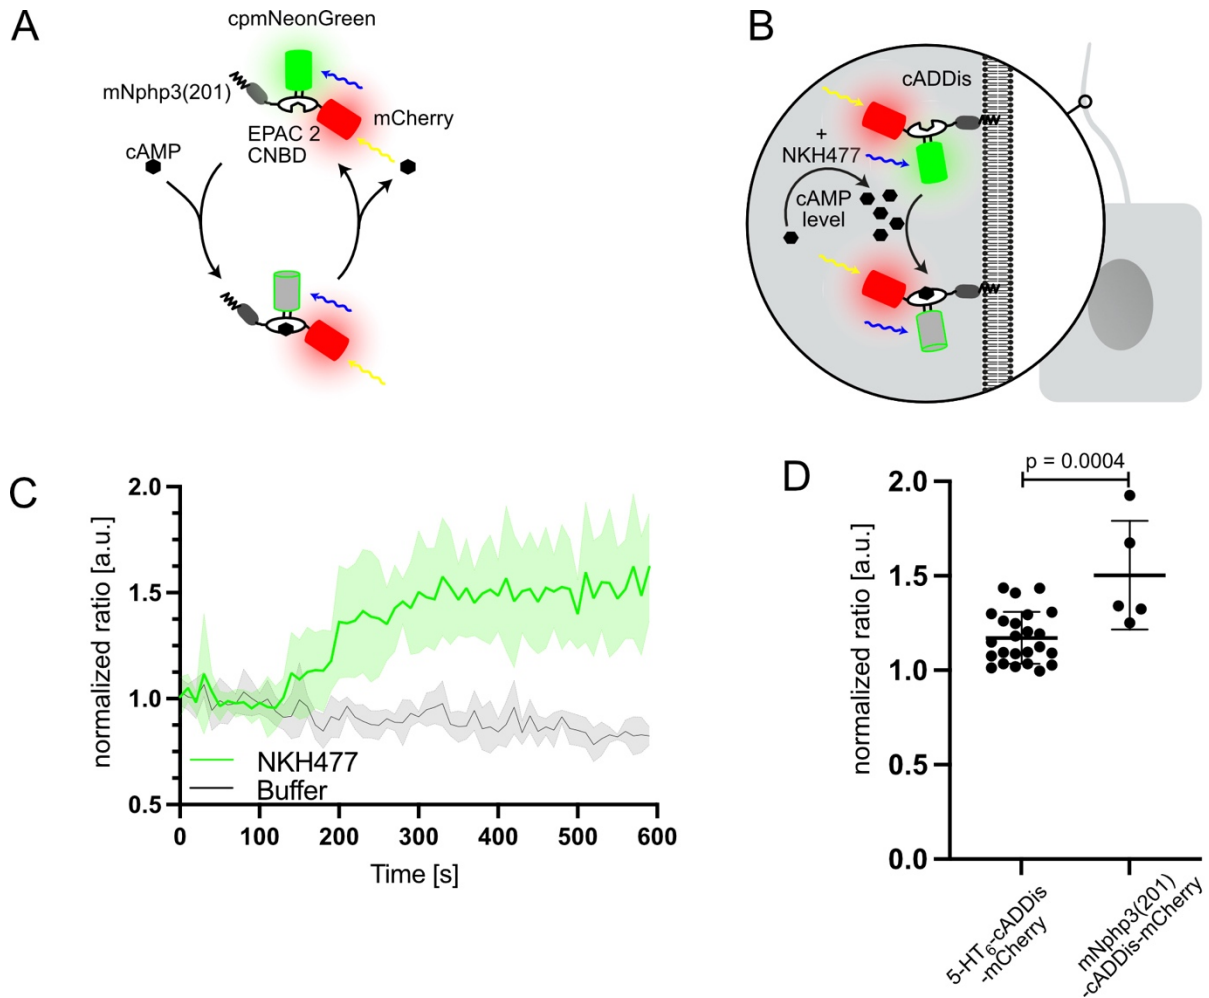 A
cpmNeonGreen
mNphp3(201)
mCherry
EPAC 2
CNBD
cAMP
B
cADDis
+
NKH477
cAMP
level
C
normalized ratio [a.u.]
2.0
1.5
1.0
0.5
NKH477
Buffer
0 100 200 300 400 500 600
Time [s]
D
p = 0.0004
normalized ratio [a.u.]
2.0
1.5
1.0
0.5
0.0
5-HT₆-cADDis
-mCherry
mNphp3(201)
-cADDis-mCherry